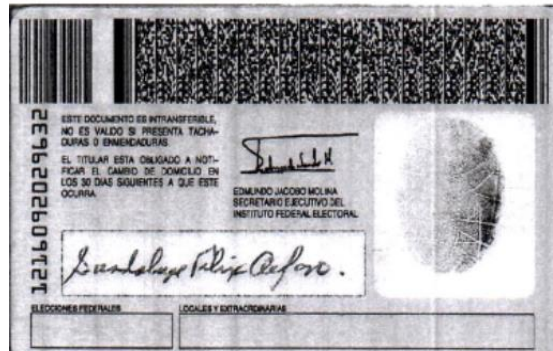 1216092029632
ESTE DOCUMENTO ES INTRANSFERIBLE,
NO ES VALIDO SI PRESENTA TACHA-
DURAS O ENMENDADURAS.
EL TITULAR ESTA OBLIGADO A NOTI-
FICAR EL CAMBIO DE DOMICILIO EN
LOS 30 DIAS SIGUIENTES A QUE ESTE
OCURRA.
EDMUNDO JACOBO MOLINA
SECRETARIO EJECUTIVO DEL
INSTITUTO FEDERAL ELECTORAL
Guadalupe
ELECCIONES FEDERALES
LOCALES Y EXTRAORDINARIAS